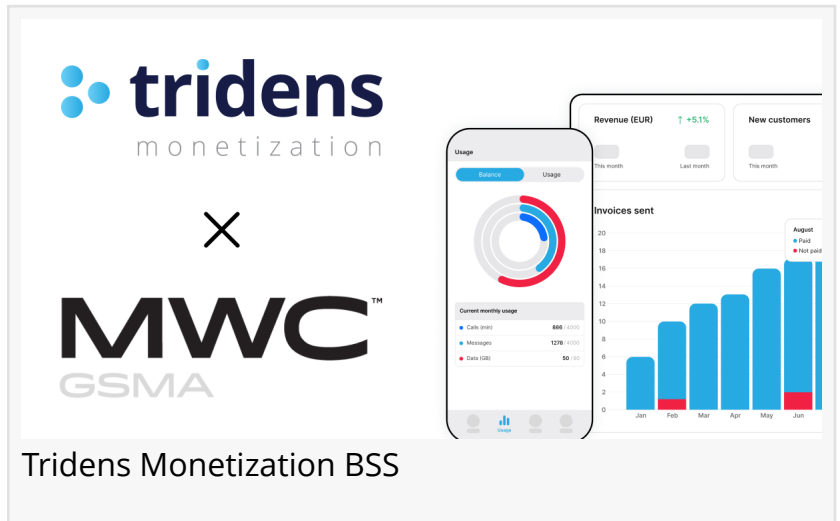 tridens
monetization
MWC™
GSMA
Usage
Balance
Usage
Current monthly usage
Calls (min) 886 / 4000
Messages 1278 / 4000
Data (GB) 50 / 80
Usage
Revenue (EUR) ↑ +5.1%
This month Last month
New customers
This month
Invoices sent
20
18
16
14
12
10
8
6
4
2
0
Jan Feb Mar Apr May Jun
August
Paid
Not paid
Tridens Monetization BSS